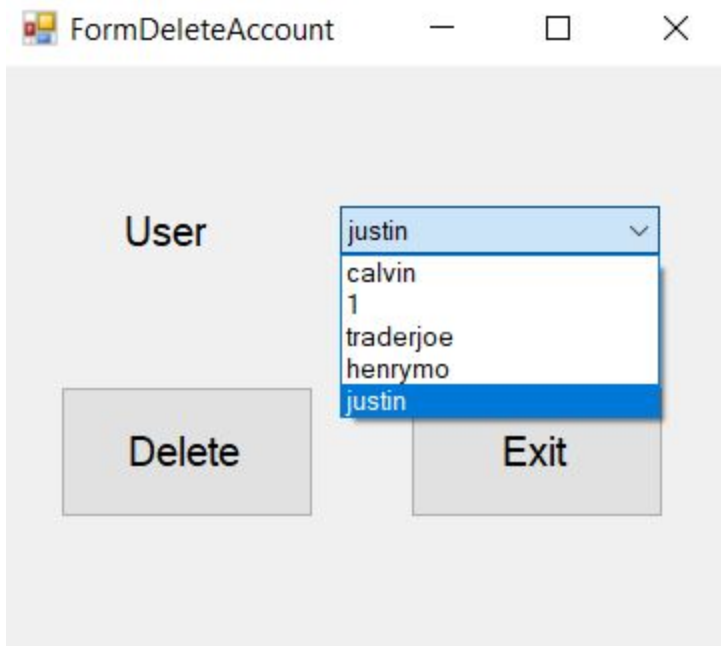 FormDeleteAccount
User
justin
calvin
1
traderjoe
henrymo
justin
Delete
Exit